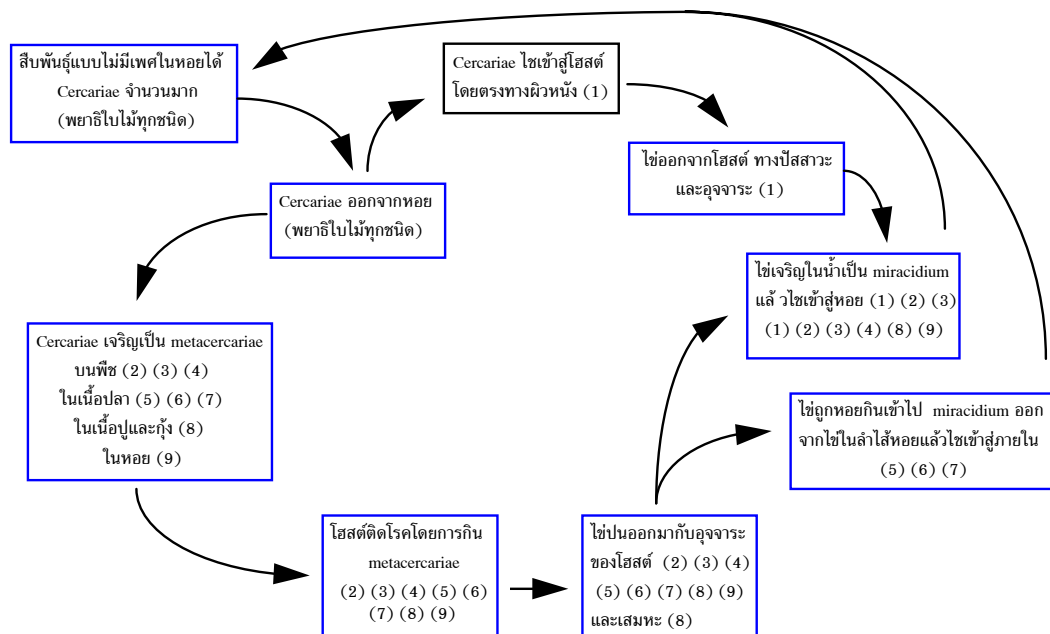 สืบพันธุ์แบบไม่มีเพศในหอยได้
Cercariae จำนวนมาก
(พยาธิใบไม้ทุกชนิด)
Cercariae ไชเข้าสู่โฮสต์
โดยตรงทางผิวหนัง (1)
ไข่ออกจากโฮสต์ ทางปัสสาวะ
และอุจจาระ (1)
Cercariae ออกจากหอย
(พยาธิใบไม้ทุกชนิด)
ไข่เจริญในน้ำเป็น miracidium
แล้ วไชเข้าสู่หอย (1) (2) (3)
(1) (2) (3) (4) (8) (9)
Cercariae เจริญเป็น metacercariae
บนพืช (2) (3) (4)
ในเนื้อปลา (5) (6) (7)
ในเนื้อปูและกุ้ง (8)
ในหอย (9)
ไข่ถูกหอยกินเข้าไป miracidium ออก
จากไข่ในลำไส้หอยแล้วไชเข้าสู่ภายใน
(5) (6) (7)
โฮสต์ติดโรคโดยการกิน
metacercariae
(2) (3) (4) (5) (6)
(7) (8) (9)
ไข่ปนออกมากับอุจจาระ
ของโฮสต์ (2) (3) (4)
(5) (6) (7) (8) (9)
และเสมหะ (8)